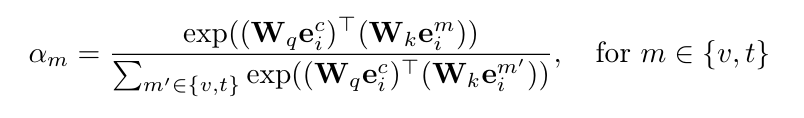 α_m = exp((W_q e_i^c)^⊤(W_k e_i^m)) / ∑_{m′∈{v,t}} exp((W_q e_i^c)^⊤(W_k e_i^{m′})), for m ∈ {v, t}